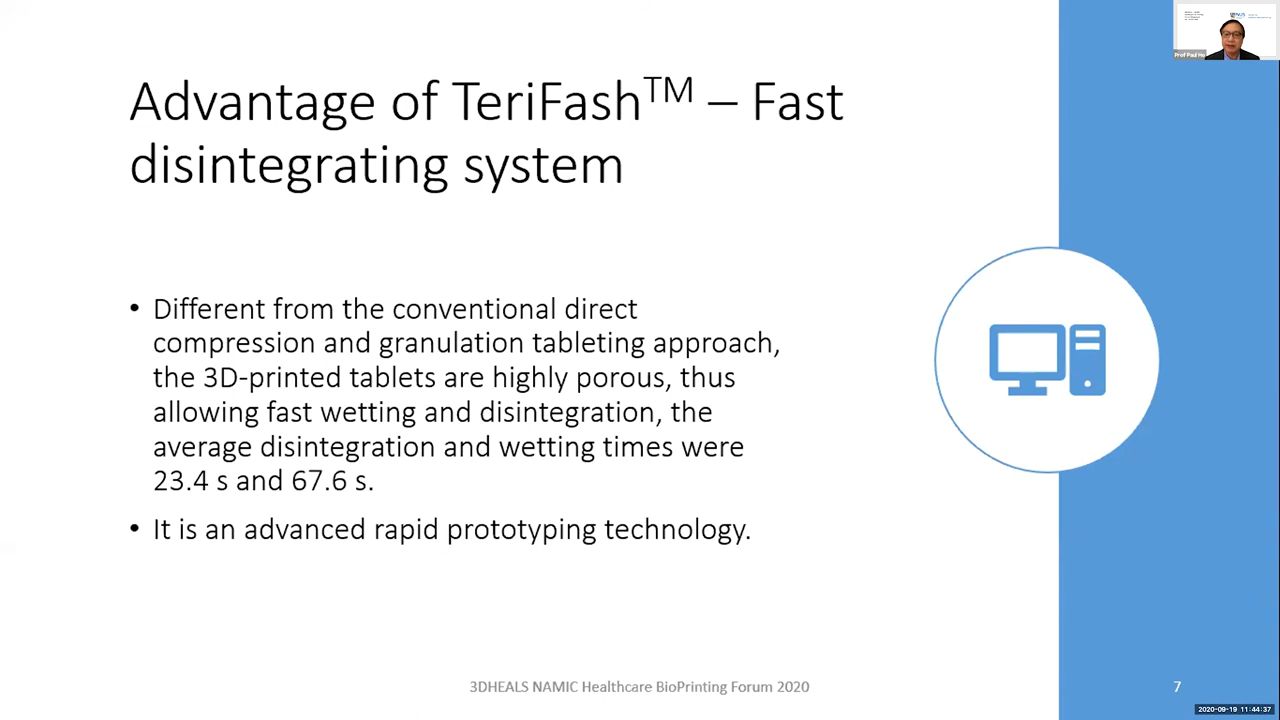 Advantage of TeriFash™ – Fast
disintegrating system
• Different from the conventional direct
compression and granulation tableting approach,
the 3D-printed tablets are highly porous, thus
allowing fast wetting and disintegration, the
average disintegration and wetting times were
23.4 s and 67.6 s.
• It is an advanced rapid prototyping technology.
3DHEALS NAMIC Healthcare BioPrinting Forum 2020
7
Prof Paul Ho
2020-09-19 11:44:37